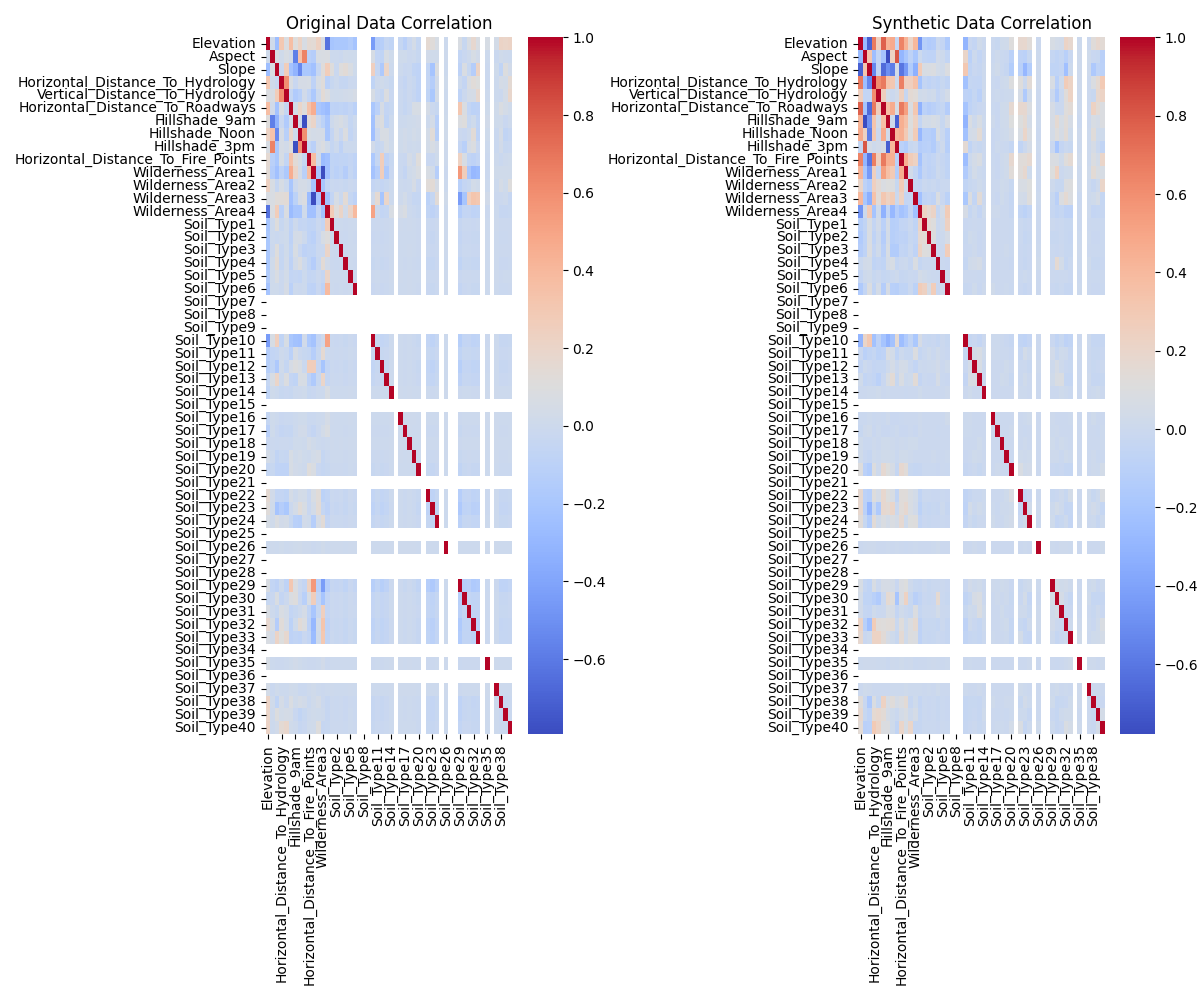 Original Data Correlation
Elevation
Aspect
Slope
Horizontal_Distance_To_Hydrology
Vertical_Distance_To_Hydrology
Horizontal_Distance_To_Roadways
Hillshade_9am
Hillshade_Noon
Hillshade_3pm
Horizontal_Distance_To_Fire_Points
Wilderness_Area1
Wilderness_Area2
Wilderness_Area3
Wilderness_Area4
Soil_Type1
Soil_Type2
Soil_Type3
Soil_Type4
Soil_Type5
Soil_Type6
Soil_Type7
Soil_Type8
Soil_Type9
Soil_Type10
Soil_Type11
Soil_Type12
Soil_Type13
Soil_Type14
Soil_Type15
Soil_Type16
Soil_Type17
Soil_Type18
Soil_Type19
Soil_Type20
Soil_Type21
Soil_Type22
Soil_Type23
Soil_Type24
Soil_Type25
Soil_Type26
Soil_Type27
Soil_Type28
Soil_Type29
Soil_Type30
Soil_Type31
Soil_Type32
Soil_Type33
Soil_Type34
Soil_Type35
Soil_Type36
Soil_Type37
Soil_Type38
Soil_Type39
Soil_Type40
Elevation
Horizontal_Distance_To_Hydrology
Hillshade_9am
Horizontal_Distance_To_Fire_Points
Wilderness_Area3
Soil_Type2
Soil_Type5
Soil_Type8
Soil_Type11
Soil_Type14
Soil_Type17
Soil_Type20
Soil_Type23
Soil_Type26
Soil_Type29
Soil_Type32
Soil_Type35
Soil_Type38
1.0
0.8
0.6
0.4
0.2
0.0
−0.2
−0.4
−0.6
Synthetic Data Correlation
Elevation
Aspect
Slope
Horizontal_Distance_To_Hydrology
Vertical_Distance_To_Hydrology
Horizontal_Distance_To_Roadways
Hillshade_9am
Hillshade_Noon
Hillshade_3pm
Horizontal_Distance_To_Fire_Points
Wilderness_Area1
Wilderness_Area2
Wilderness_Area3
Wilderness_Area4
Soil_Type1
Soil_Type2
Soil_Type3
Soil_Type4
Soil_Type5
Soil_Type6
Soil_Type7
Soil_Type8
Soil_Type9
Soil_Type10
Soil_Type11
Soil_Type12
Soil_Type13
Soil_Type14
Soil_Type15
Soil_Type16
Soil_Type17
Soil_Type18
Soil_Type19
Soil_Type20
Soil_Type21
Soil_Type22
Soil_Type23
Soil_Type24
Soil_Type25
Soil_Type26
Soil_Type27
Soil_Type28
Soil_Type29
Soil_Type30
Soil_Type31
Soil_Type32
Soil_Type33
Soil_Type34
Soil_Type35
Soil_Type36
Soil_Type37
Soil_Type38
Soil_Type39
Soil_Type40
Elevation
Horizontal_Distance_To_Hydrology
Hillshade_9am
Horizontal_Distance_To_Fire_Points
Wilderness_Area3
Soil_Type2
Soil_Type5
Soil_Type8
Soil_Type11
Soil_Type14
Soil_Type17
Soil_Type20
Soil_Type23
Soil_Type26
Soil_Type29
Soil_Type32
Soil_Type35
Soil_Type38
1.0
0.8
0.6
0.4
0.2
0.0
−0.2
−0.4
−0.6